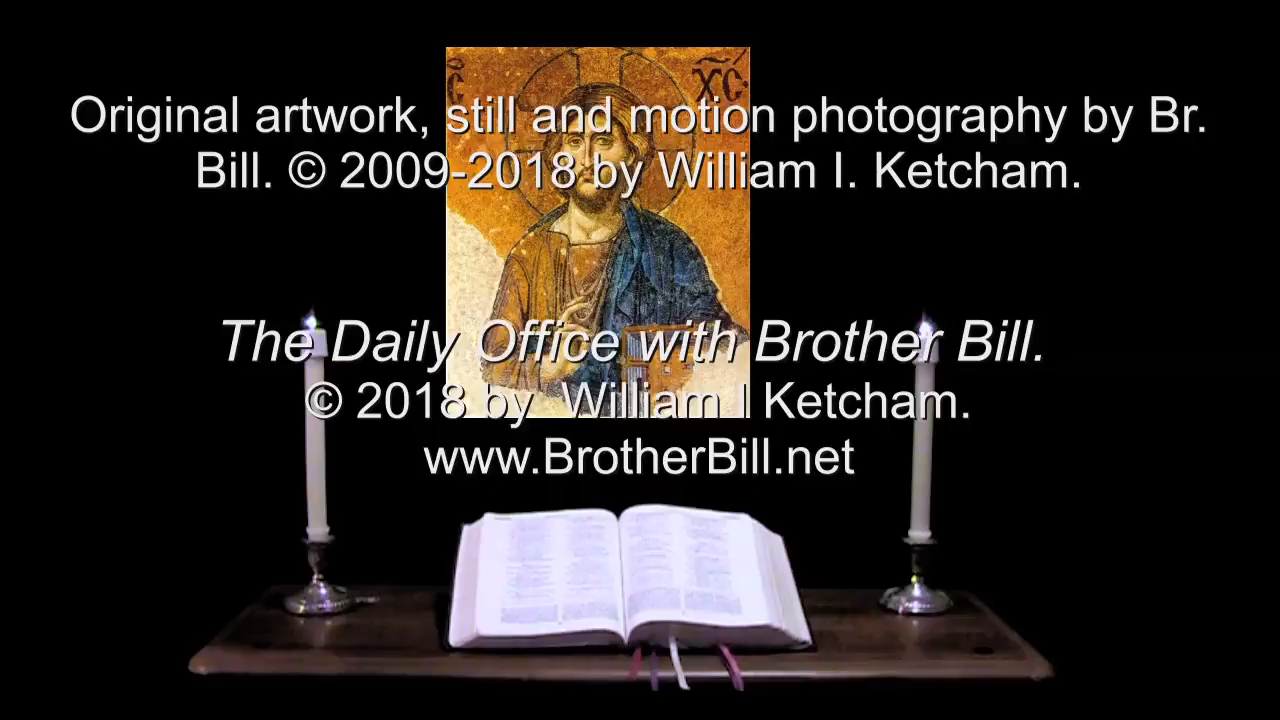 Original artwork, still and motion photography by Br.
Bill. © 2009-2018 by William I. Ketcham.
The Daily Office with Brother Bill.
© 2018 by  William I Ketcham.
www.BrotherBill.net